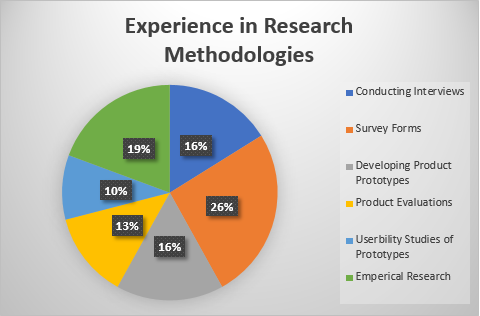 Experience in Research
Methodologies
16%
26%
16%
13%
10%
19%
Conducting Interviews
Survey Forms
Developing Product
Prototypes
Product Evaluations
Userbility Studies of
Prototypes
Emperical Research